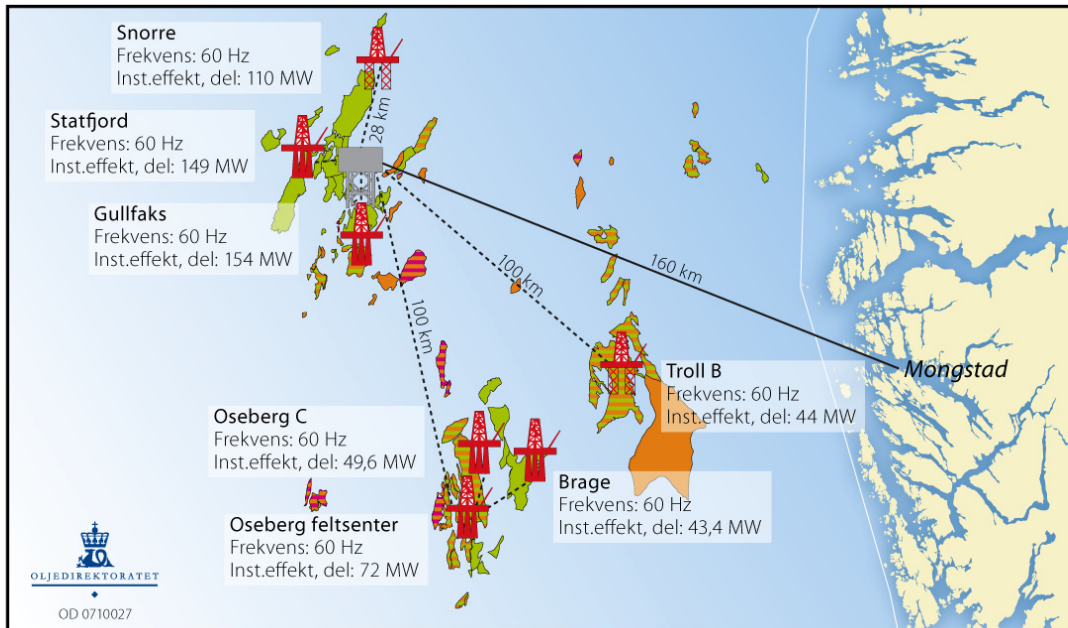 Snorre
Frekvens: 60 Hz
Inst.effekt, del: 110 MW
28 km
Statfjord
Frekvens: 60 Hz
Inst.effekt, del: 149 MW
Gullfaks
Frekvens: 60 Hz
Inst.effekt, del: 154 MW
100 km
160 km
100 km
Mongstad
Troll B
Frekvens: 60 Hz
Inst.effekt, del: 44 MW
Oseberg C
Frekvens: 60 Hz
Inst.effekt, del: 49,6 MW
Brage
Frekvens: 60 Hz
Inst.effekt, del: 43,4 MW
Oseberg feltsenter
Frekvens: 60 Hz
Inst.effekt, del: 72 MW
OLJEDIREKTORATET
OD 0710027